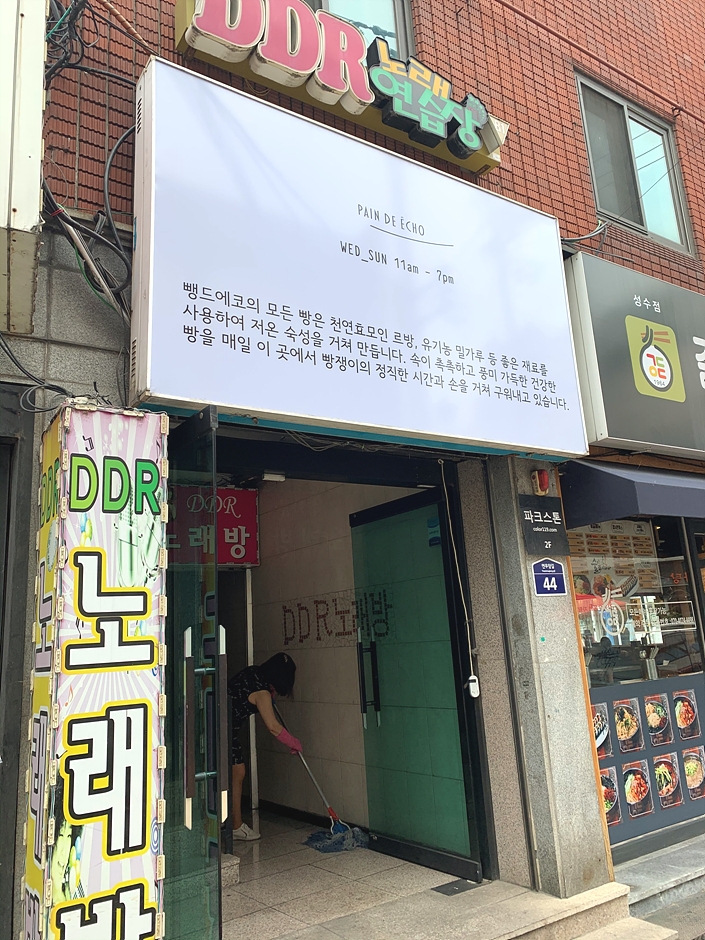 DDR 노래
연습장
PAIN DE ÉCHO
WED_SUN 11am - 7pm
뺑드에코의 모든 빵은 천연효모인 르방, 유기농 밀가루 등 좋은 재료를
사용하여 저온 숙성을 거쳐 만듭니다. 속이 촉촉하고 풍미 가득한 건강한
빵을 매일 이 곳에서 빵쟁이의 정직한 시간과 손을 거쳐 구워내고 있습니다.
성수점
공드
1984
DDR
노래방
DDR
노래방
DDR노래방
파크스톤
2F
44